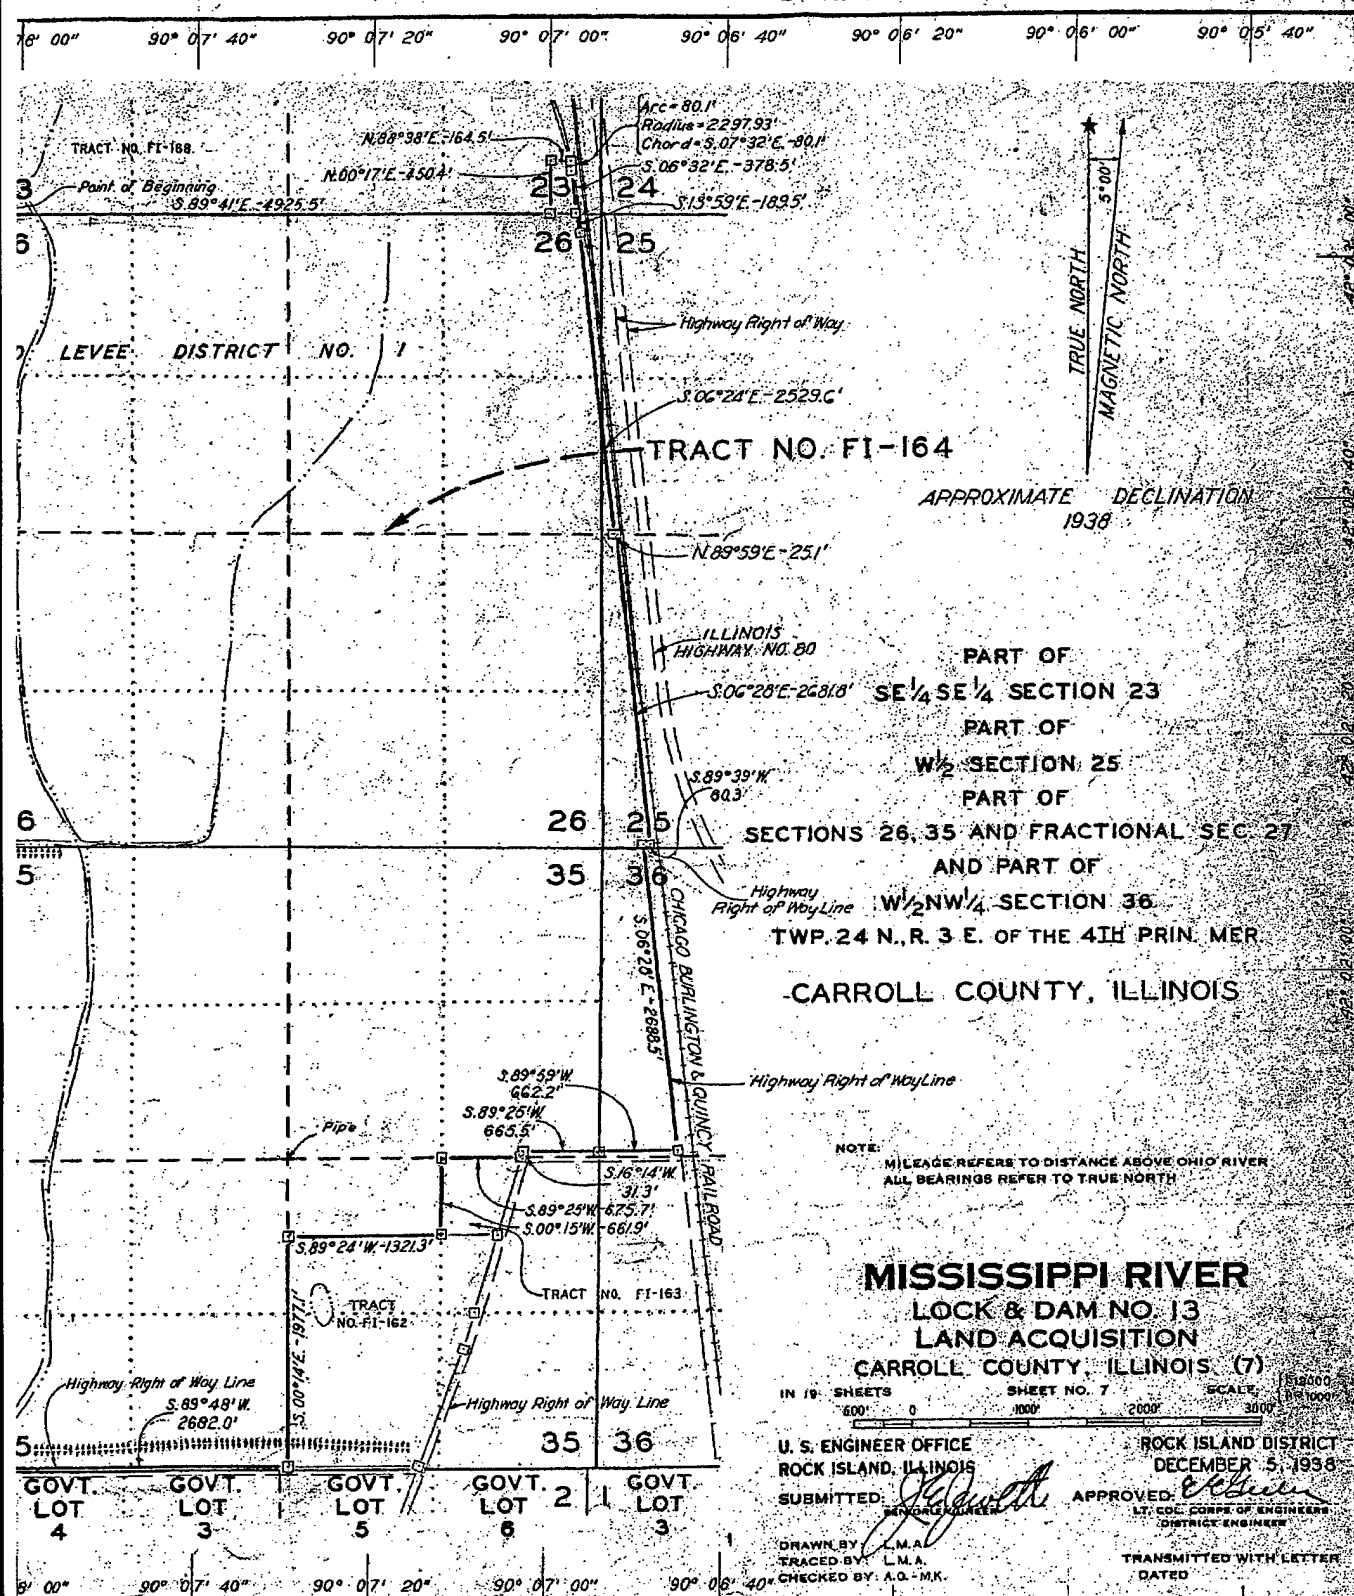 78' 00" 90° 07' 40" 90° 07' 20" 90° 07' 00" 90° 06' 40" 90° 06' 20" 90° 06' 00" 90° 05' 40"
Arc = 80.1'
Radius = 2297.93'
Chord = S.07°32'E.-80.1'
N.88°38'E.-164.5'
TRACT NO. FI-168
S.06°32'E.-378.5'
N.00°17'E.-450.4'
3
Point of Beginning
23 24
S.89°41'E.-4925.5'
S.13°59'E.-189.5'
6
26 25
5°00'
TRUE NORTH
MAGNETIC NORTH
Highway Right of Way
LEVEE DISTRICT NO. 1
S.06°24'E.-2529.6'
TRACT NO. FI-164
APPROXIMATE DECLINATION
1938
N.89°59'E.-25.1'
ILLINOIS
HIGHWAY NO. 80
PART OF
S.06°28'E.-2681.8'
SE¼ SE¼ SECTION 23
PART OF
W½ SECTION 25
S.89°39'W.
80.3'
PART OF
6
26 25
SECTIONS 26, 35 AND FRACTIONAL SEC 27
5
35 36
AND PART OF
Highway
Right of Way Line
W½NW¼ SECTION 36
TWP. 24 N., R. 3 E. OF THE 4TH PRIN. MER.
CARROLL COUNTY, ILLINOIS
S.06°28'E.-2688.5'
CHICAGO BURLINGTON & QUINCY RAILROAD
S.89°59'W.
662.2'
Highway Right of Way Line
S.89°26'W.
665.5'
Pipe
NOTE:
MILEAGE REFERS TO DISTANCE ABOVE OHIO RIVER
ALL BEARINGS REFER TO TRUE NORTH
S.16°14'W.
31.3'
S.89°25'W.-675.7'
S.00°15'W.-661.9'
S.89°24'W.-1321.3'
TRACT NO. FI-163
TRACT
NO. FI-162
S.00°14'E.-1977.1'
MISSISSIPPI RIVER
LOCK & DAM NO. 13
LAND ACQUISITION
CARROLL COUNTY, ILLINOIS (7)
Highway Right of Way Line
S.89°48'W.
2682.0'
Highway Right of Way Line
IN 19 SHEETS SHEET NO. 7 SCALE
500' 0 1000' 2000' 3000'
5
35 36
U. S. ENGINEER OFFICE ROCK ISLAND DISTRICT
ROCK ISLAND, ILLINOIS DECEMBER 5, 1938
GOVT. GOVT. GOVT. GOVT. GOVT.
LOT LOT LOT LOT 2 1 LOT
4 3 5 6 3
SUBMITTED: APPROVED:
LT. COL. CORPS OF ENGINEERS
DISTRICT ENGINEER
DRAWN BY: L.M.A.
TRACED BY: L.M.A.
CHECKED BY: A.O.-M.K.
TRANSMITTED WITH LETTER
DATED
8' 00" 90° 07' 40" 90° 07' 20" 90° 07' 00" 90° 06' 40"